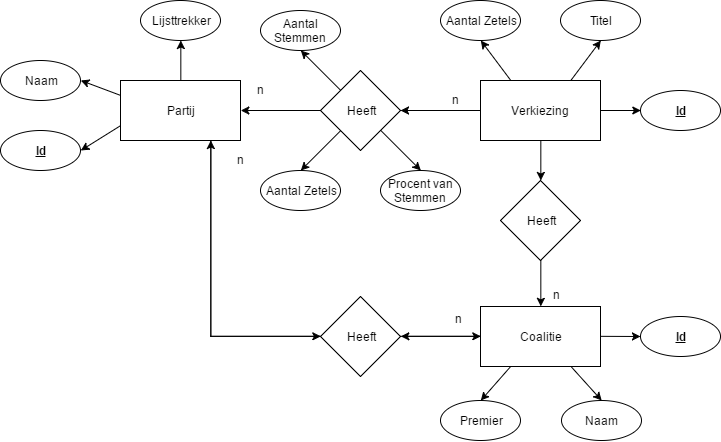 Lijsttrekker
Aantal
Stemmen
Aantal Zetels
Titel
Naam
n
n
Partij
Heeft
Verkiezing
Id
Id
n
Aantal Zetels
Procent van
Stemmen
Heeft
n
n
Heeft
Coalitie
Id
Premier
Naam